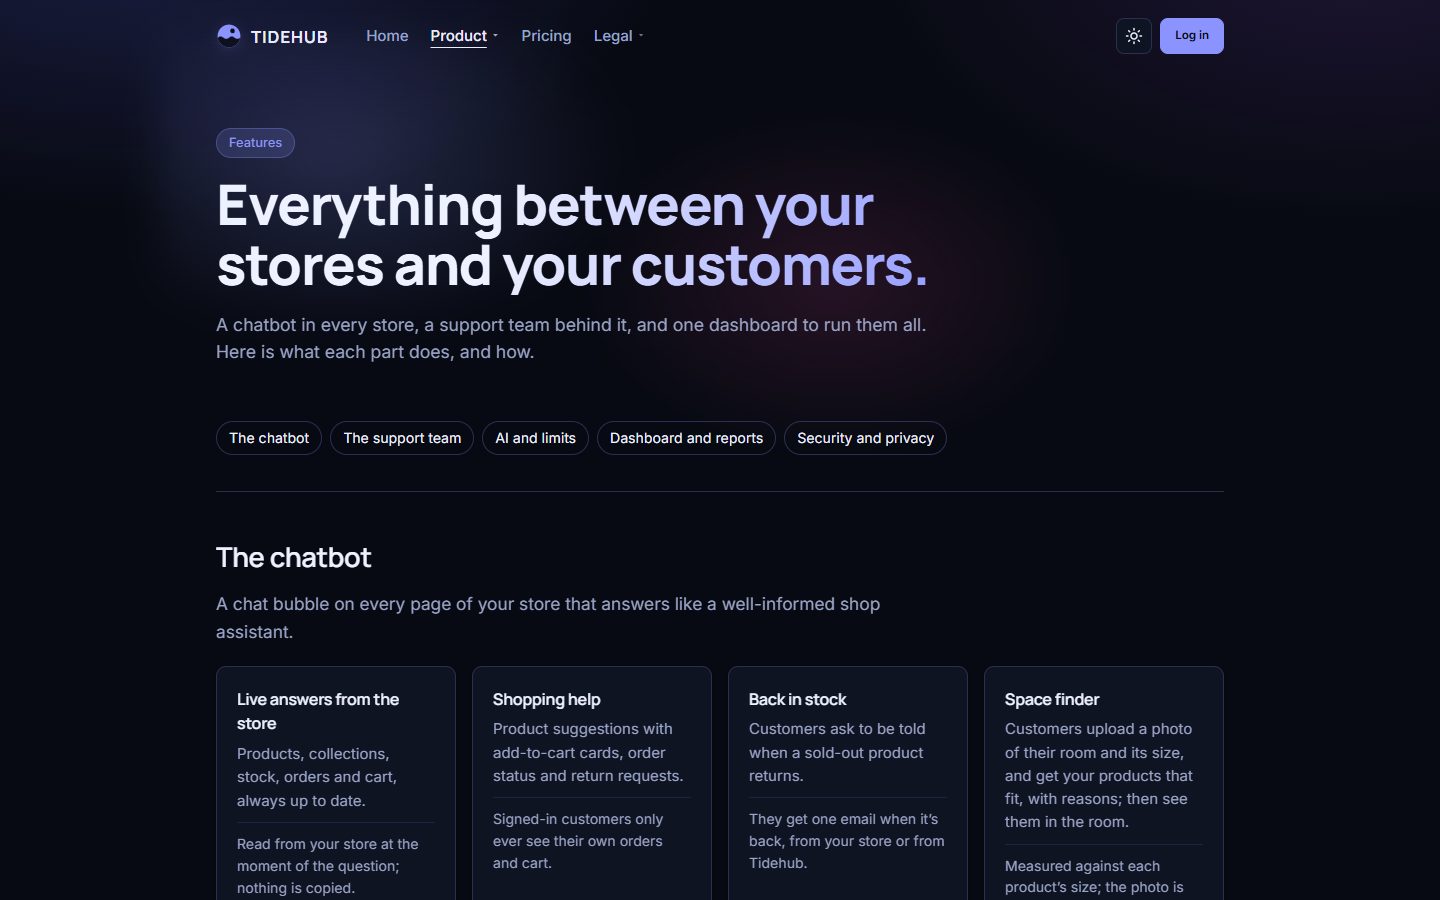 TIDEHUB
Home
Product
Pricing
Legal
Log in
Features
Everything between your
stores and your customers.
A chatbot in every store, a support team behind it, and one dashboard to run them all.
Here is what each part does, and how.
The chatbot
The support team
AI and limits
Dashboard and reports
Security and privacy
The chatbot
A chat bubble on every page of your store that answers like a well-informed shop
assistant.
Live answers from the
store
Products, collections,
stock, orders and cart,
always up to date.
Read from your store at the
moment of the question;
nothing is copied.
Shopping help
Product suggestions with
add-to-cart cards, order
status and return requests.
Signed-in customers only
ever see their own orders
and cart.
Back in stock
Customers ask to be told
when a sold-out product
returns.
They get one email when it’s
back, from your store or from
Tidehub.
Space finder
Customers upload a photo
of their room and its size,
and get your products that
fit, with reasons; then see
them in the room.
Measured against each
product’s size; the photo is